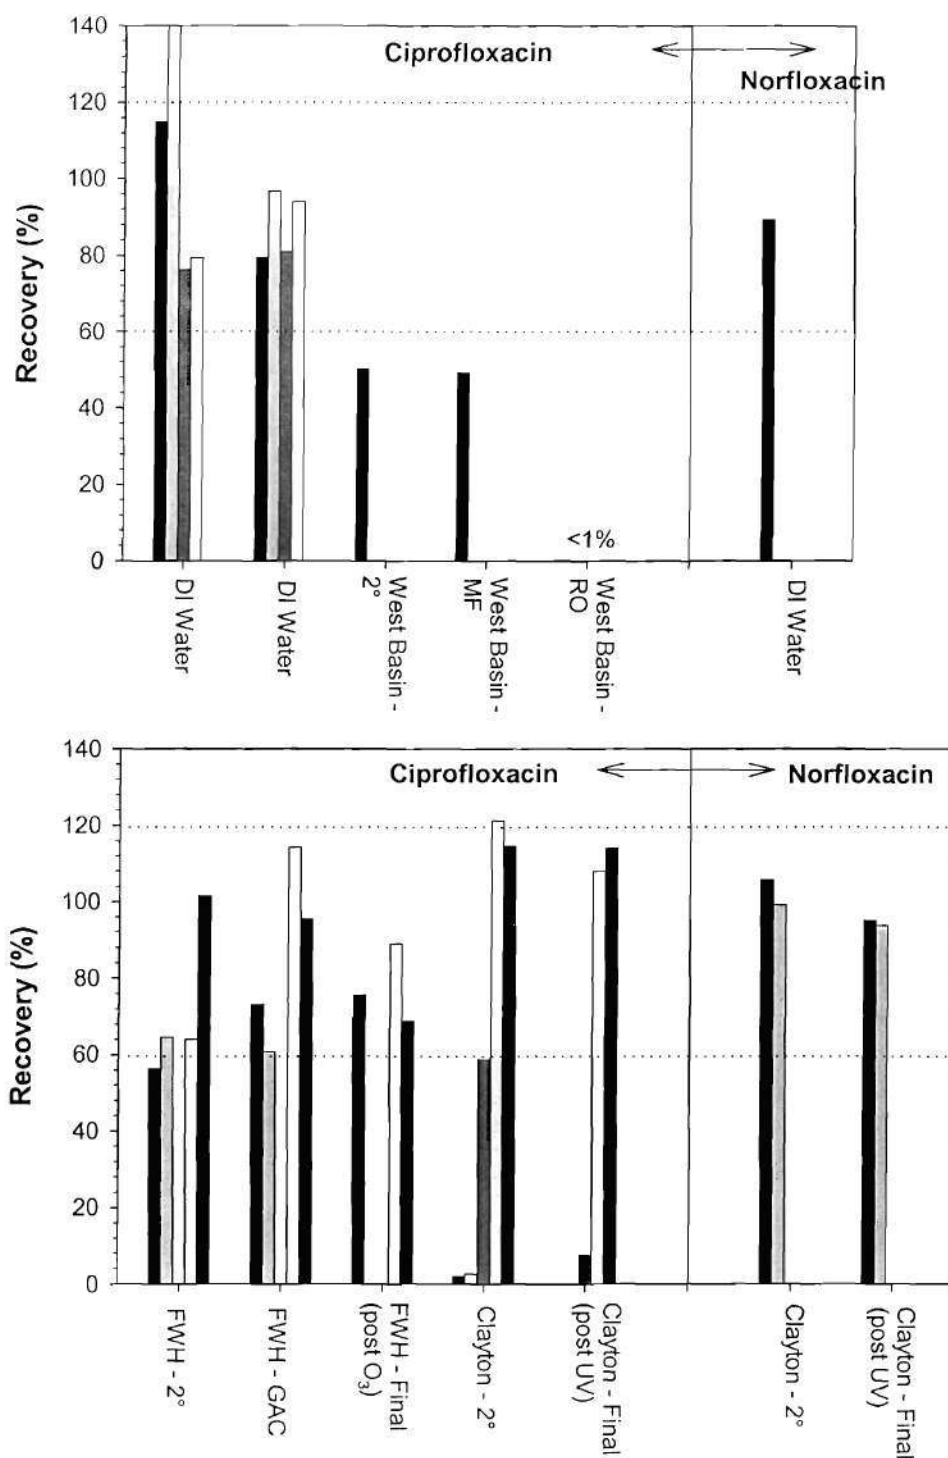 140
120
100
80
60
40
20
0
Recovery (%)
Ciprofloxacin
Norfloxacin
<1%
DI Water
DI Water
West Basin -
2°
West Basin -
MF
West Basin -
RO
DI Water
140
120
100
80
60
40
20
0
Recovery (%)
Ciprofloxacin
Norfloxacin
FWH - 2°
FWH - GAC
FWH - Final
(post O₃)
Clayton - 2°
Clayton - Final
(post UV)
Clayton - 2°
Clayton - Final
(post UV)